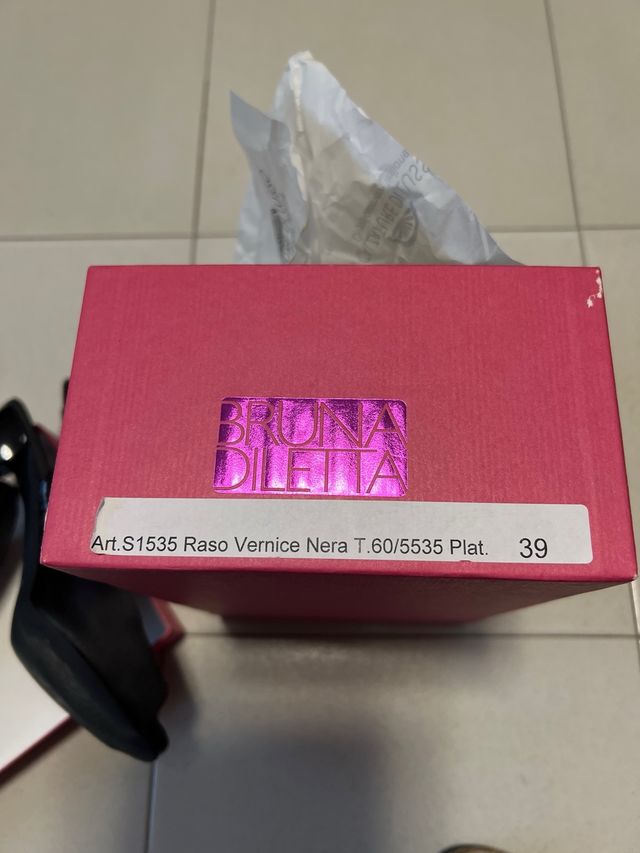 BRUNA
DILETTA
Art.S1535 Raso Vernice Nera T.60/5535 Plat. 39